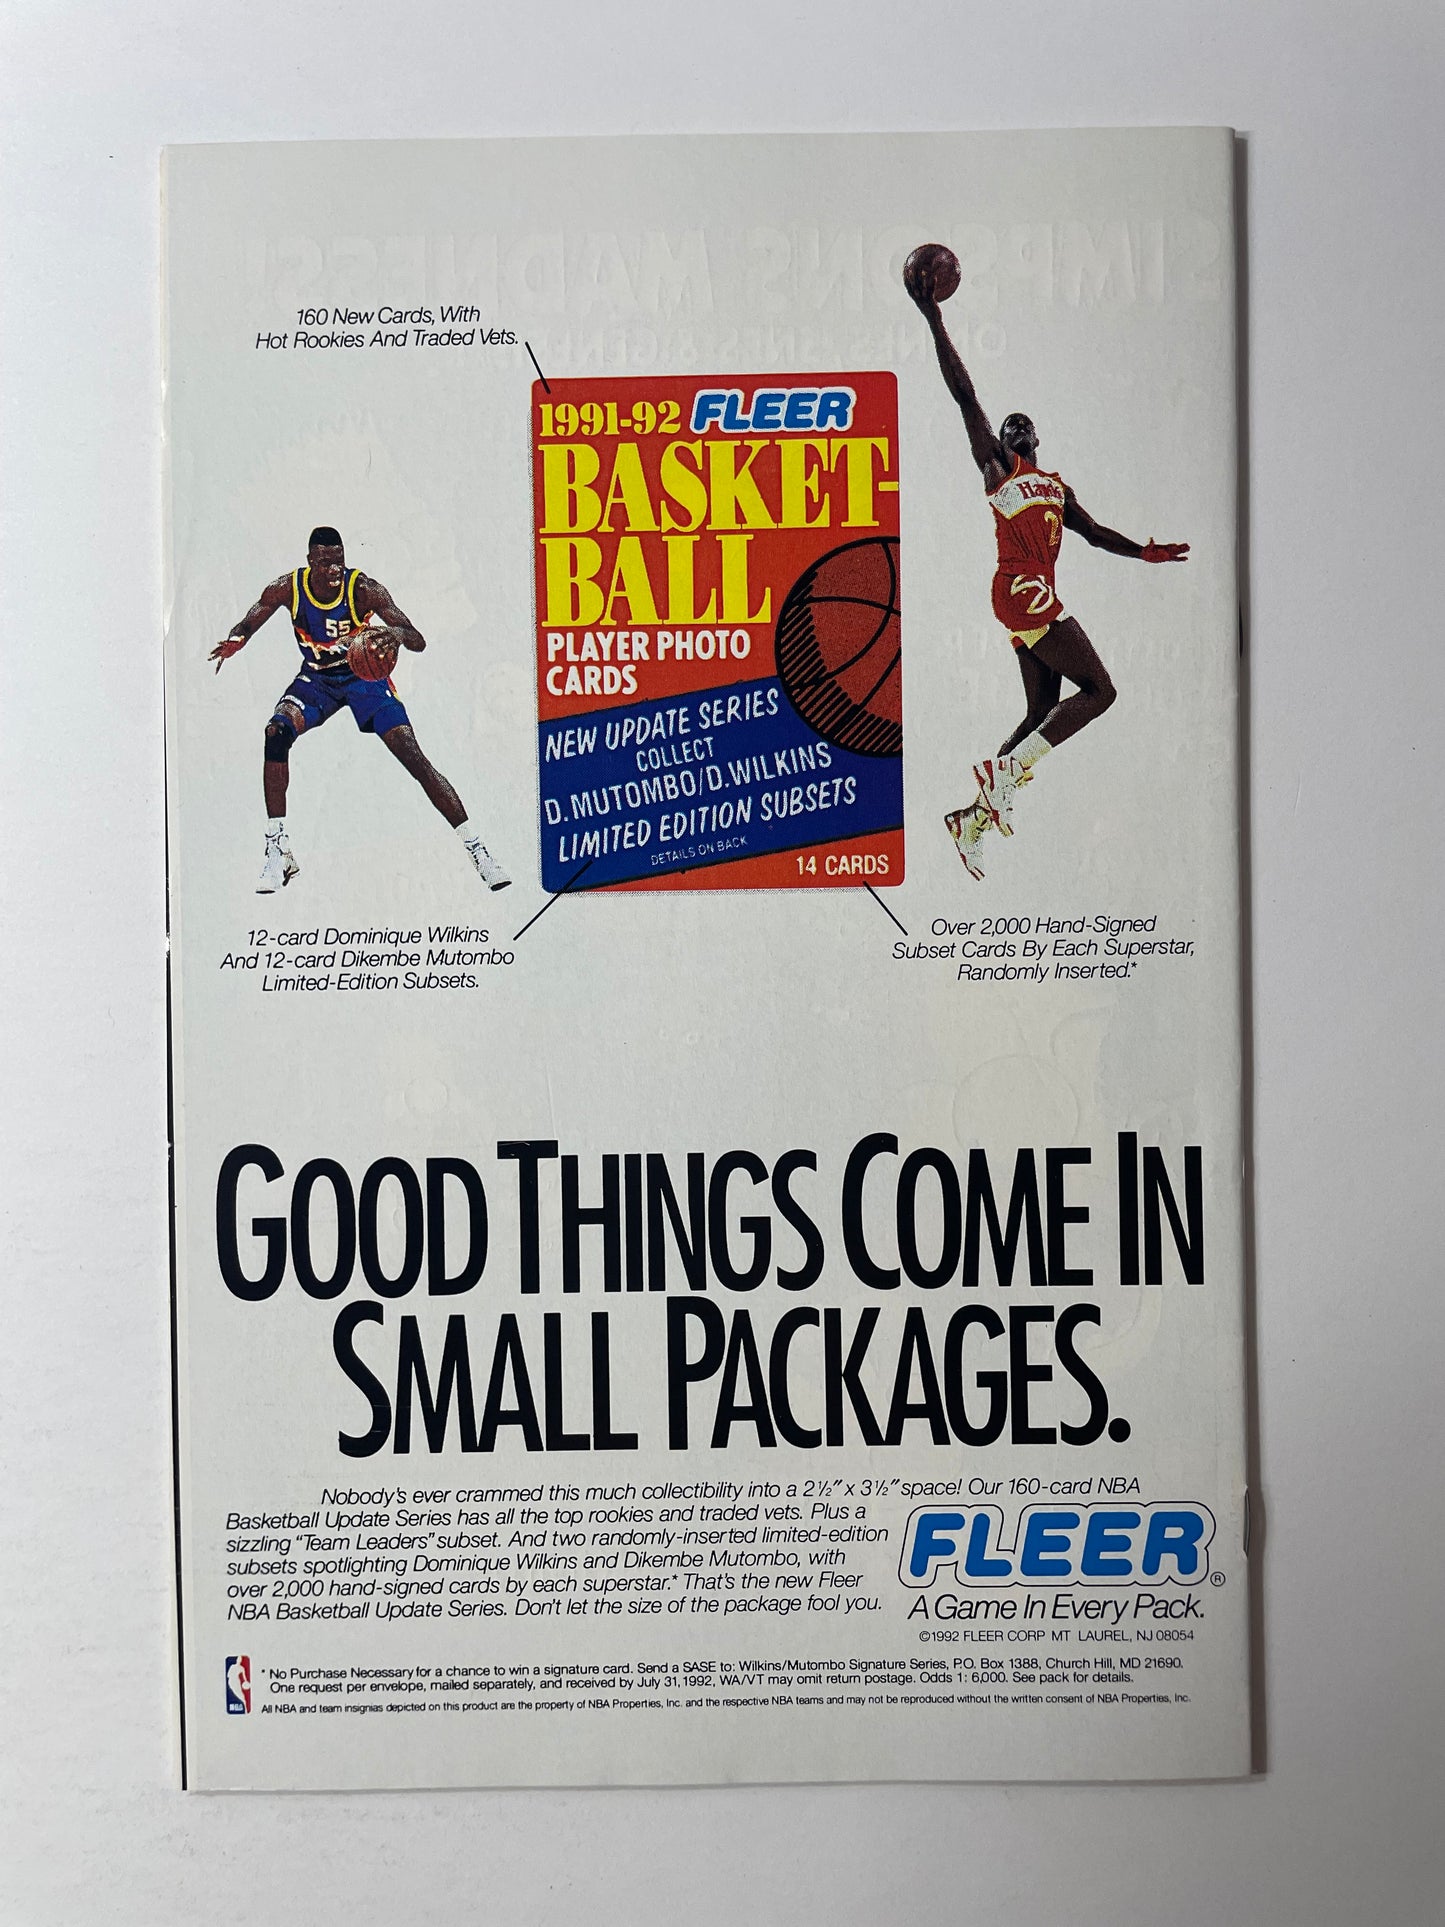 160 New Cards, With
Hot Rookies And Traded Vets.
1991-92 FLEER
BASKET-
BALL
PLAYER PHOTO
CARDS
NEW UPDATE SERIES
COLLECT
D. MUTOMBO/D. WILKINS
LIMITED EDITION SUBSETS
DETAILS ON BACK
14 CARDS
55
Hawks
2
12-card Dominique Wilkins
And 12-card Dikembe Mutombo
Limited-Edition Subsets.
Over 2,000 Hand-Signed
Subset Cards By Each Superstar,
Randomly Inserted.*
GOOD THINGS COME IN
SMALL PACKAGES.
Nobody's ever crammed this much collectibility into a 2½" x 3½" space! Our 160-card NBA
Basketball Update Series has all the top rookies and traded vets. Plus a
sizzling "Team Leaders" subset. And two randomly-inserted limited-edition
subsets spotlighting Dominique Wilkins and Dikembe Mutombo, with
over 2,000 hand-signed cards by each superstar.* That's the new Fleer
NBA Basketball Update Series. Don't let the size of the package fool you.
FLEER®
A Game In Every Pack.
©1992 FLEER CORP MT LAUREL, NJ 08054
* No Purchase Necessary for a chance to win a signature card. Send a SASE to: Wilkins/Mutombo Signature Series, P.O. Box 1388, Church Hill, MD 21690.
One request per envelope, mailed separately, and received by July 31, 1992, WA/VT may omit return postage. Odds 1: 6,000. See pack for details.
All NBA and team insignias depicted on this product are the property of NBA Properties, Inc. and the respective NBA teams and may not be reproduced without the written consent of NBA Properties, Inc.
NBA